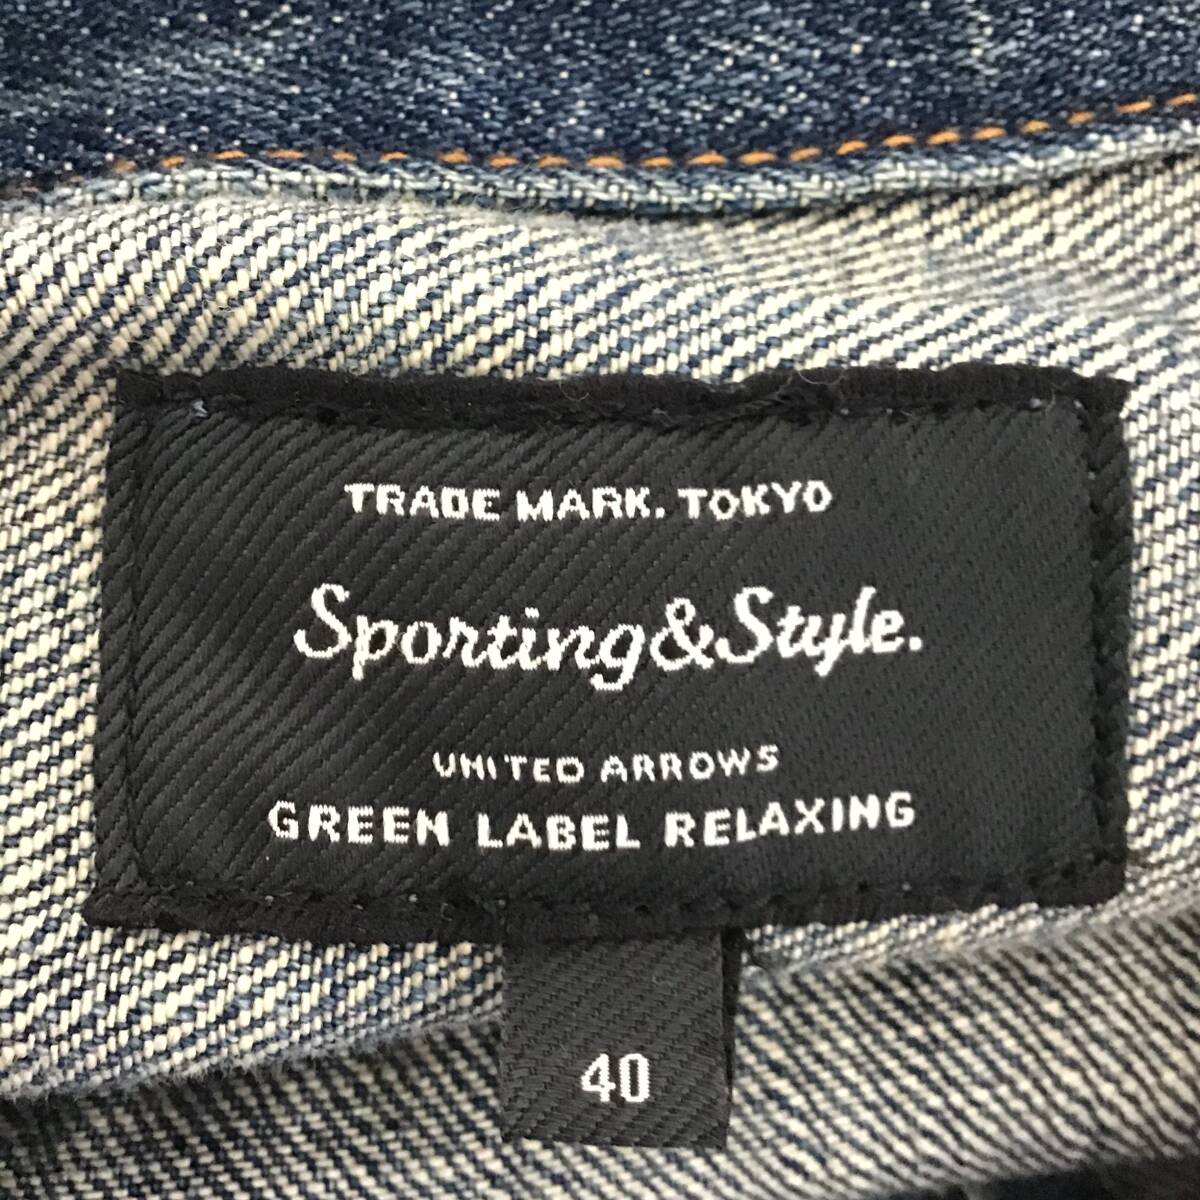 TRADE MARK. TOKYO
Sporting&Style.
UNITED ARROWS
GREEN LABEL RELAXING
40